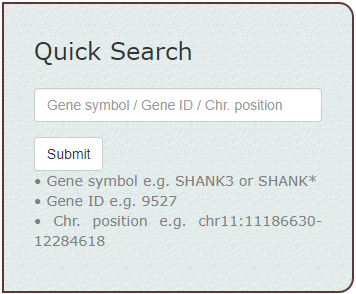 Quick Search
Gene symbol / Gene ID / Chr. position
Submit
• Gene symbol e.g. SHANK3 or SHANK*
• Gene ID e.g. 9527
• Chr. position e.g. chr11:11186630-
12284618